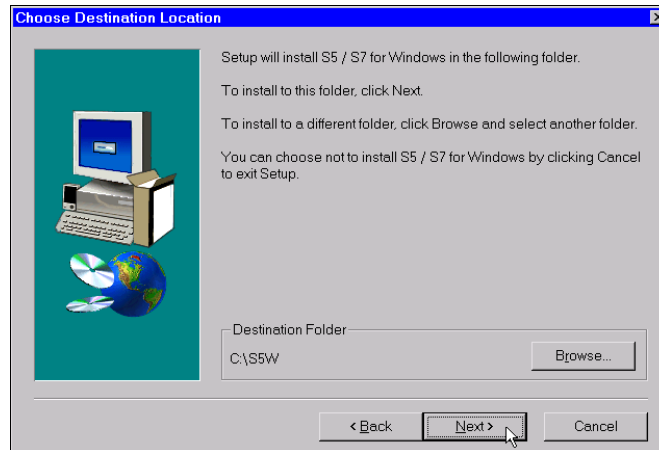 Choose Destination Location
Setup will install S5 / S7 for Windows in the following folder.
To install to this folder, click Next.
To install to a different folder, click Browse and select another folder.
You can choose not to install S5 / S7 for Windows by clicking Cancel
to exit Setup.
Destination Folder
C:\S5W
Browse...
< Back
Next >
Cancel